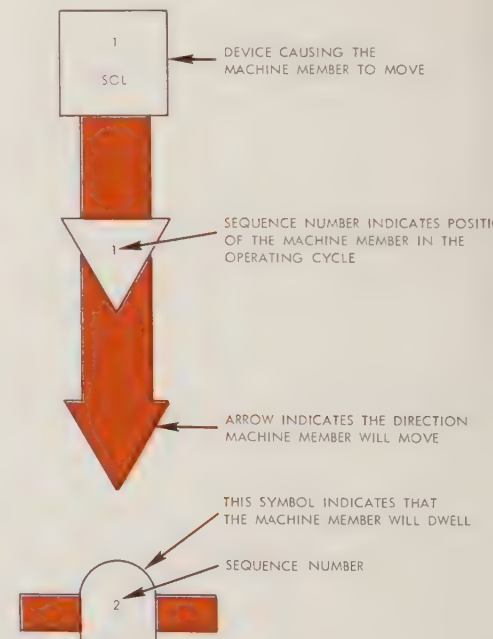 1
SOL
DEVICE CAUSING THE
MACHINE MEMBER TO MOVE
1
SEQUENCE NUMBER INDICATES POSITI
OF THE MACHINE MEMBER IN THE
OPERATING CYCLE
ARROW INDICATES THE DIRECTION
MACHINE MEMBER WILL MOVE
THIS SYMBOL INDICATES THAT
THE MACHINE MEMBER WILL DWELL
SEQUENCE NUMBER
2